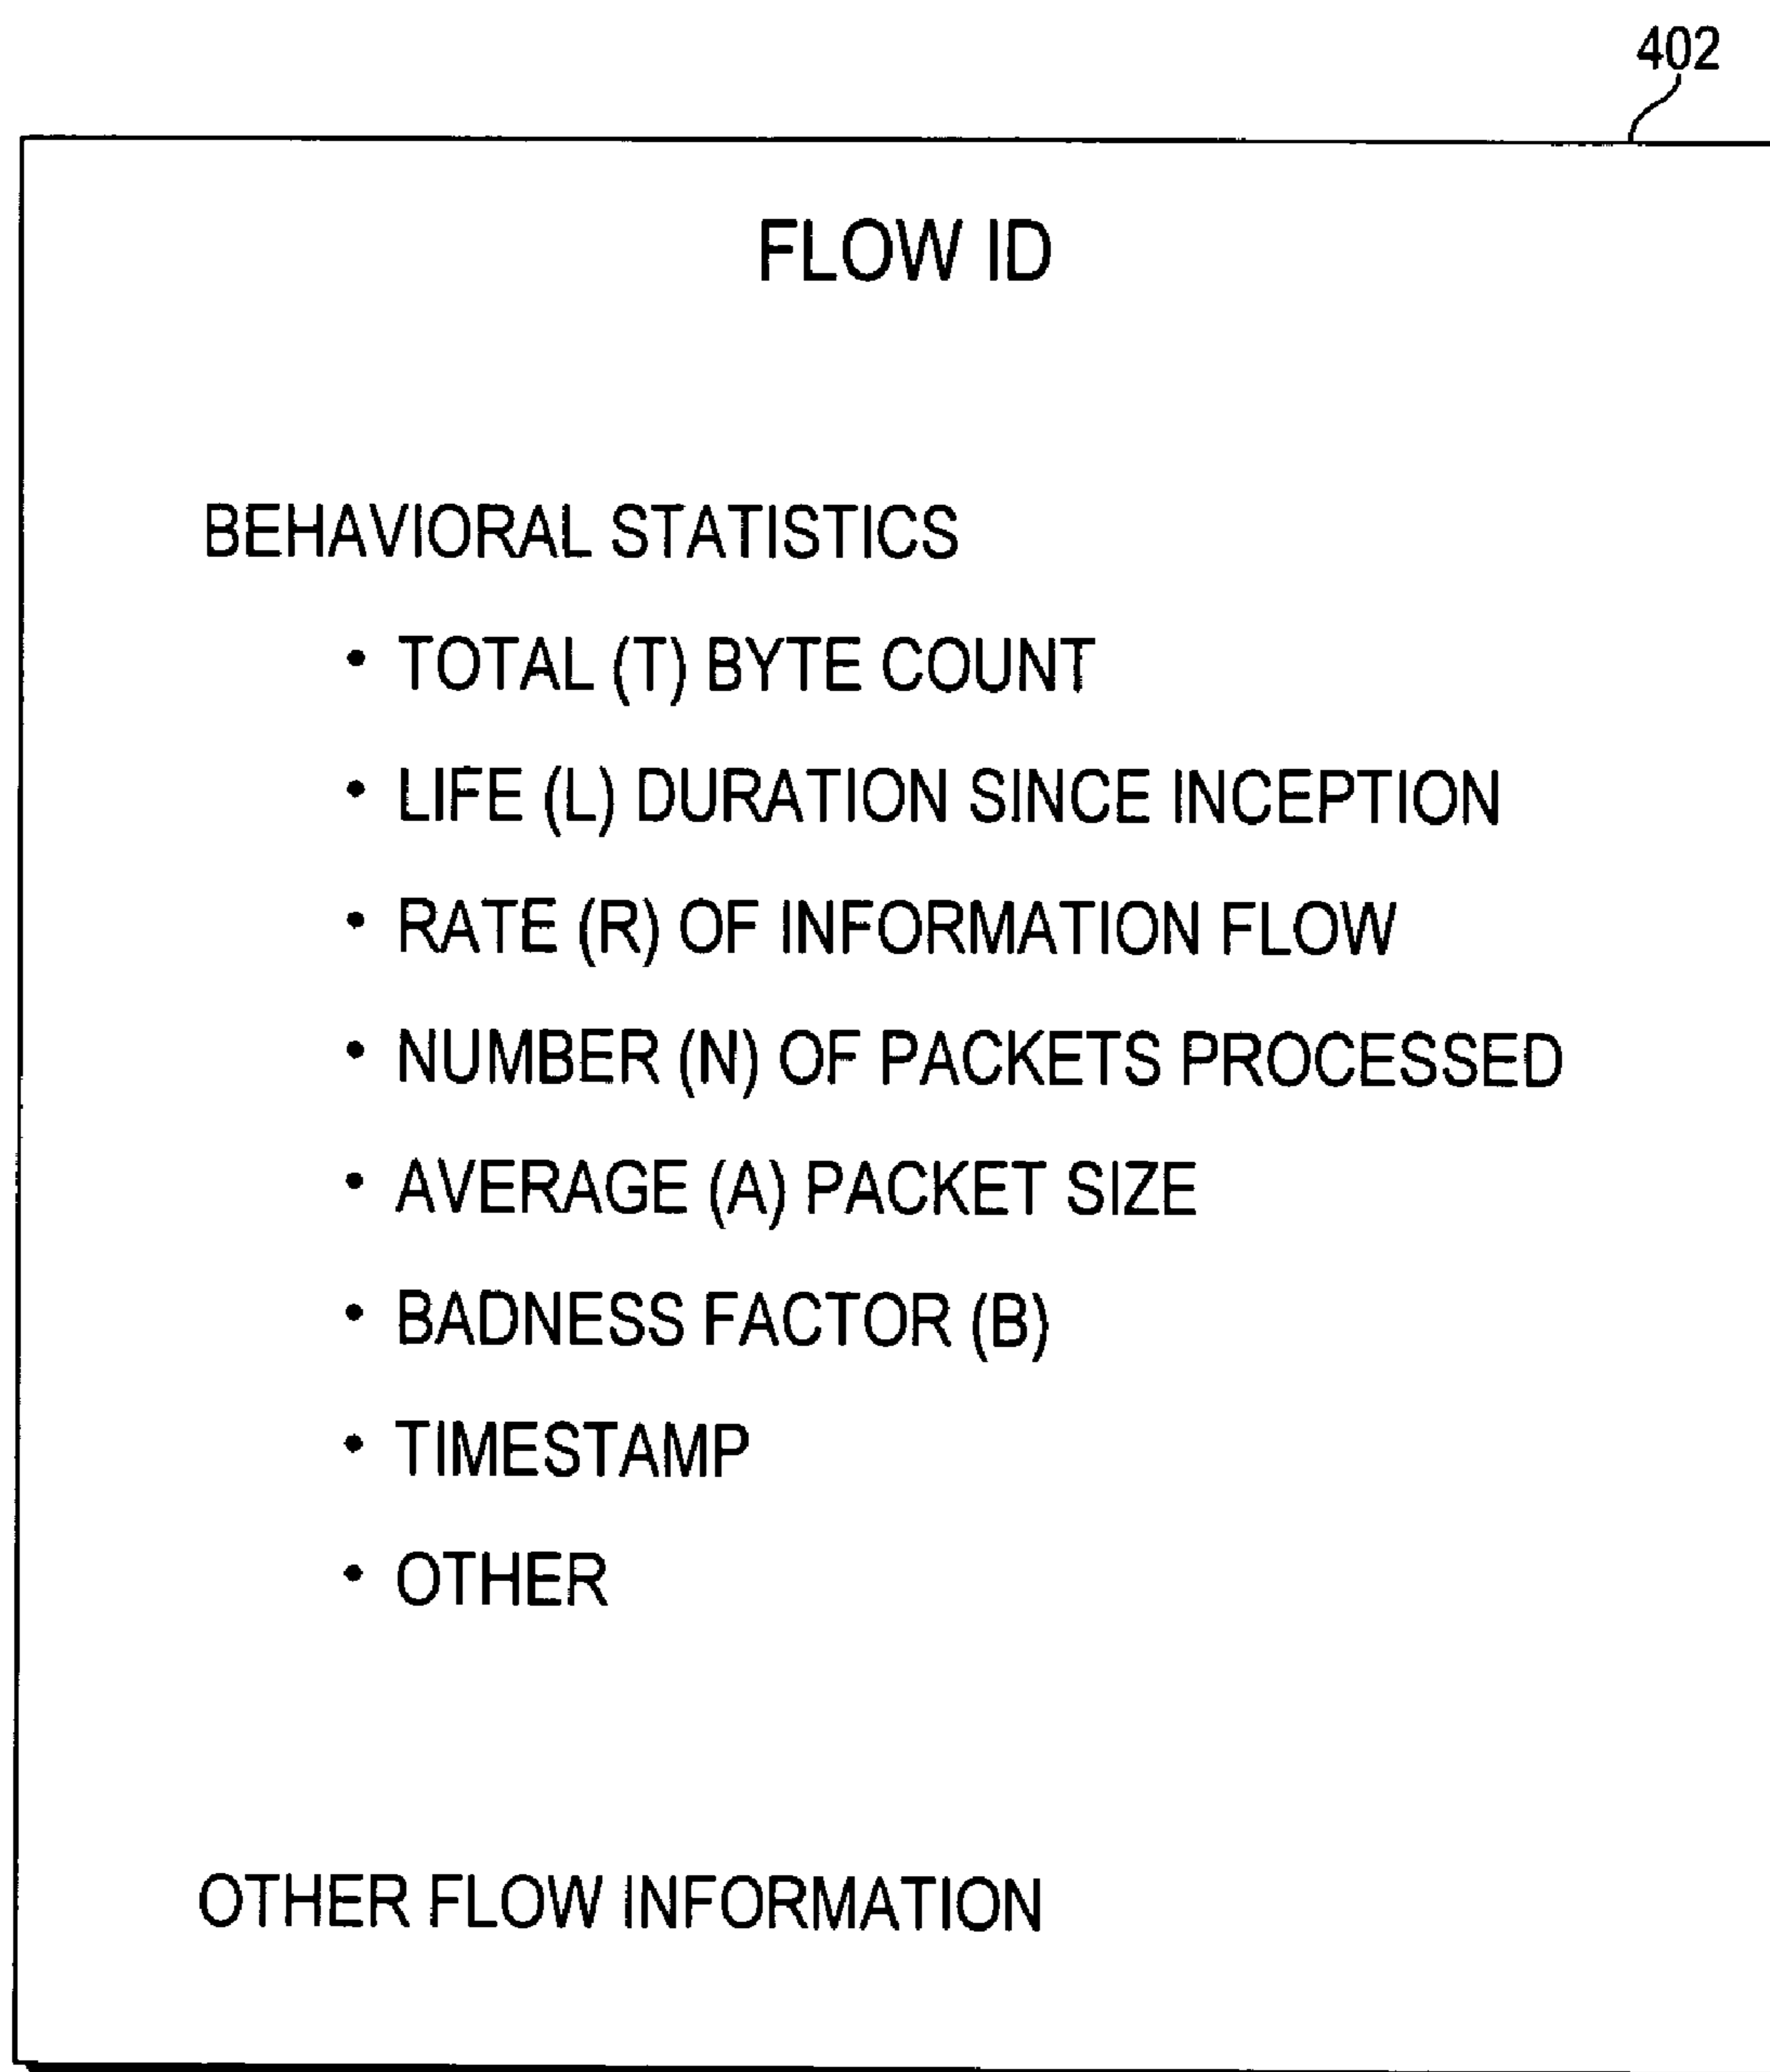 402
FLOW ID
BEHAVIORAL STATISTICS
• TOTAL (T) BYTE COUNT
• LIFE (L) DURATION SINCE INCEPTION
• RATE (R) OF INFORMATION FLOW
• NUMBER (N) OF PACKETS PROCESSED
• AVERAGE (A) PACKET SIZE
• BADNESS FACTOR (B)
• TIMESTAMP
• OTHER
OTHER FLOW INFORMATION